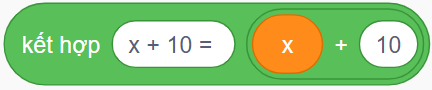 kết hợp x + 10 = x + 10